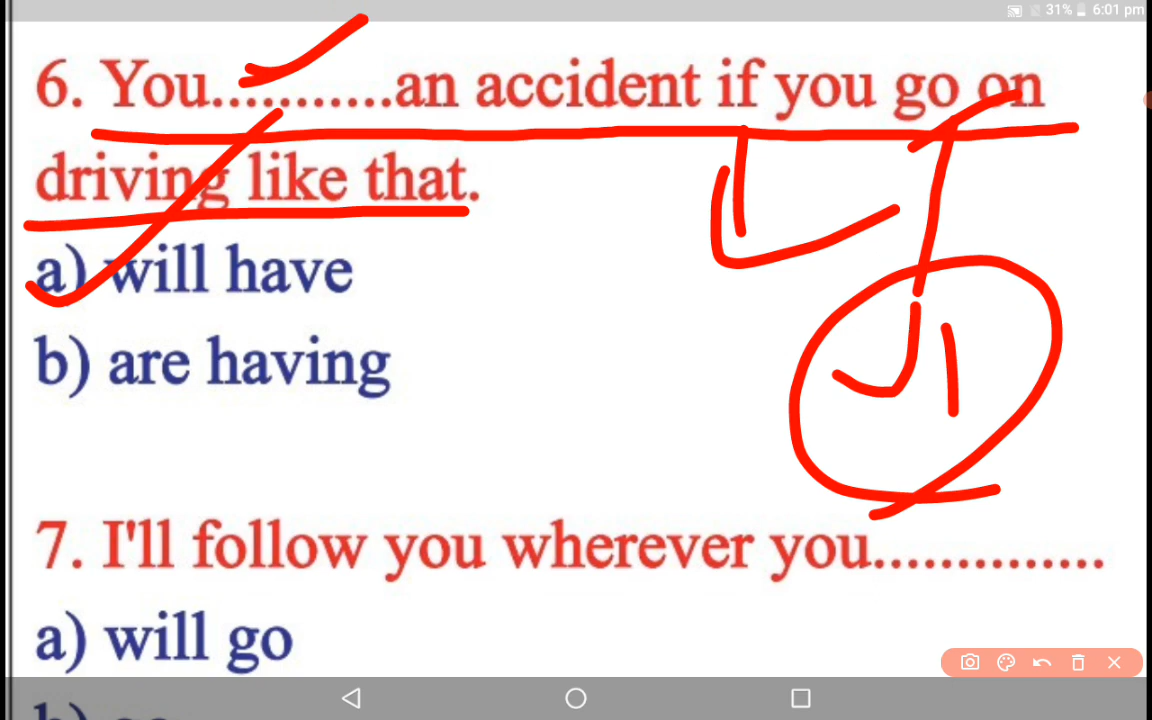 31% 6:01 pm
6. You...........an accident if you go on
driving like that.
a) will have
b) are having
7. I'll follow you wherever you..............
a) will go